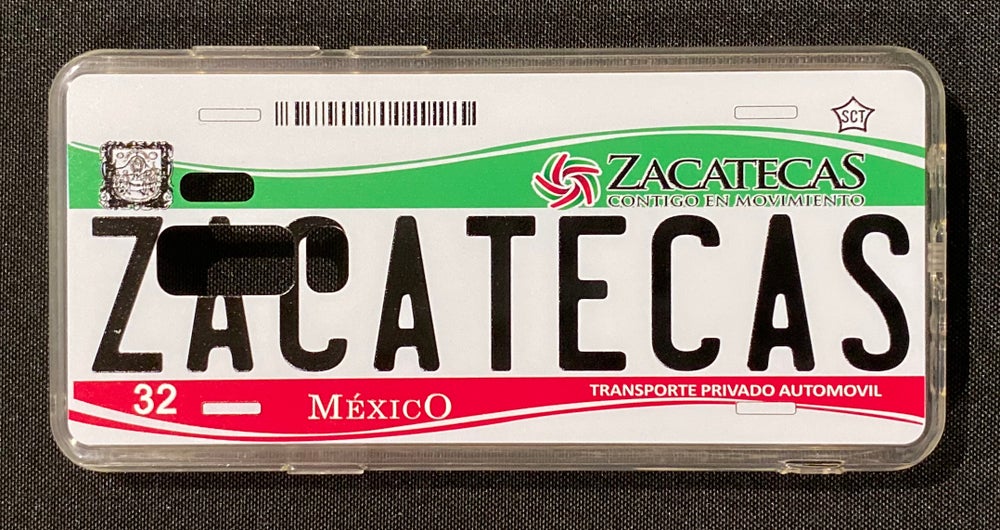 SCT
ZACATECAS
CONTIGO EN MOVIMIENTO
ZACATECAS
32
MÉXICO
TRANSPORTE PRIVADO AUTOMOVIL